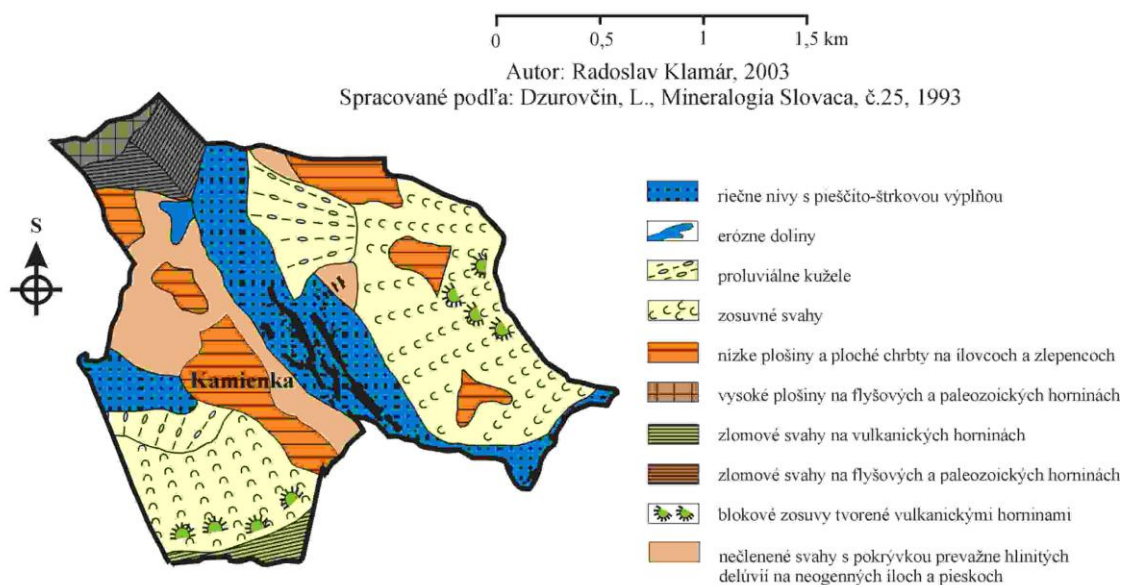 0 0,5 1 1,5 km
Autor: Radoslav Klamár, 2003
Spracované podľa: Dzurovčin, L., Mineralogia Slovaca, č.25, 1993
S
Kamienka
riečne nivy s pieščito-štrkovou výplňou
erózne doliny
proluviálne kužele
zosuvné svahy
nízke plošiny a ploché chrbty na ílovcoch a zlepencoch
vysoké plošiny na flyšových a paleozoických horninách
zlomové svahy na vulkanických horninách
zlomové svahy na flyšových a paleozoických horninách
blokové zosuvy tvorené vulkanickými horninami
nečlenené svahy s pokrývkou prevažne hlinitých
delúvií na neogenných íloch a pieskoch